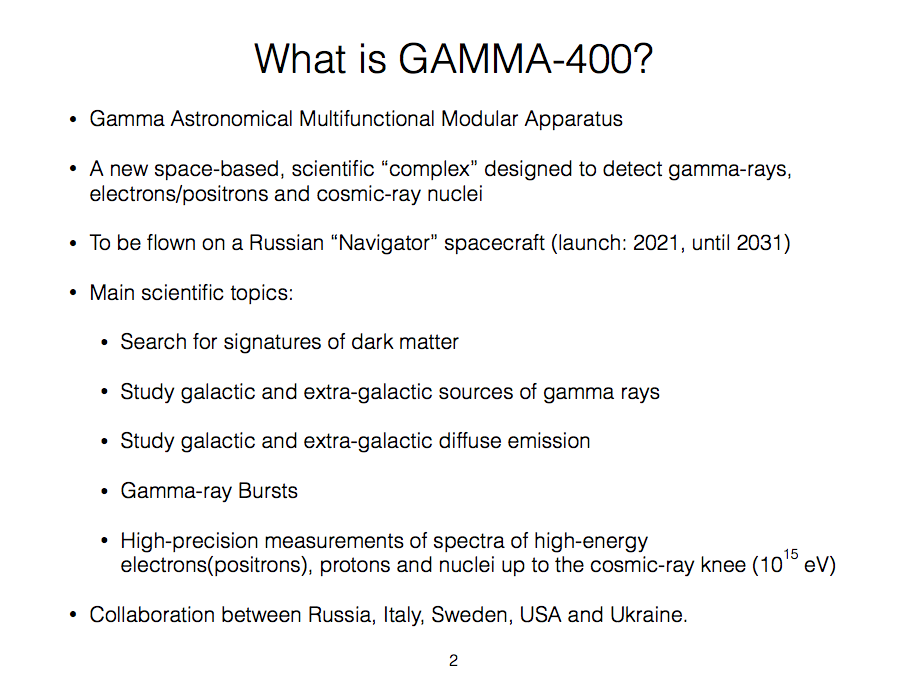 What is GAMMA-400?
• Gamma Astronomical Multifunctional Modular Apparatus
• A new space-based, scientific “complex” designed to detect gamma-rays,
electrons/positrons and cosmic-ray nuclei
• To be flown on a Russian “Navigator” spacecraft (launch: 2021, until 2031)
• Main scientific topics:
• Search for signatures of dark matter
• Study galactic and extra-galactic sources of gamma rays
• Study galactic and extra-galactic diffuse emission
• Gamma-ray Bursts
• High-precision measurements of spectra of high-energy
electrons(positrons), protons and nuclei up to the cosmic-ray knee (10¹⁵ eV)
• Collaboration between Russia, Italy, Sweden, USA and Ukraine.
2